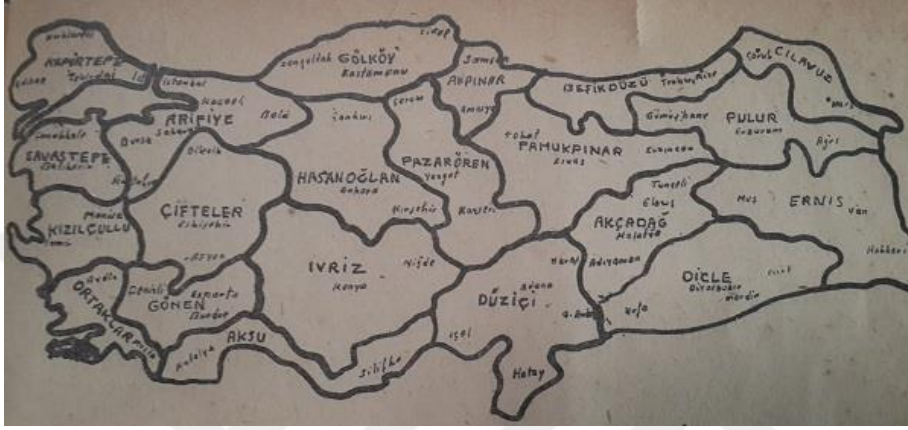 Kırklareli
KEPİRTEPE
Edirne
Tekirdağ
İst
İstanbul
Zonguldak
GÖLKÖY
Kastamonu
Sinop
Samsun
AKPINAR
Amasya
BEŞİKDÜZÜ
Trabzon
Rize
Çoruh
CILAVUZ
Kars
Gümüşhane
PULUR
Erzurum
Ağrı
Çanakkale
SAVAŞTEPE
Balıkesir
Bursa
Kocaeli
ARİFİYE
Sakarya
Bolu
Kütahya
Bilecik
Çankırı
HASANOĞLAN
Ankara
Kırşehir
Çorum
PAZARÖREN
Yozgat
Kayseri
Tokat
PAMUKPINAR
Sivas
Erzincan
Manisa
KIZILÇULLU
İzmir
ÇİFTELER
Eskişehir
Afyon
Tunceli
Elazığ
AKÇADAĞ
Malatya
Adıyaman
Muş
ERNİS
Van
Hakkari
Aydın
ORTAKLAR
Muğla
Denizli
Isparta
GÖNEN
Burdur
İVRİZ
Konya
Niğde
Maraş
Adana
DÜZİÇİ
G. Antep
İçel
Hatay
Urfa
DİCLE
Diyarbakır
Mardin
Siirt
AKSU
Antalya
Silifke